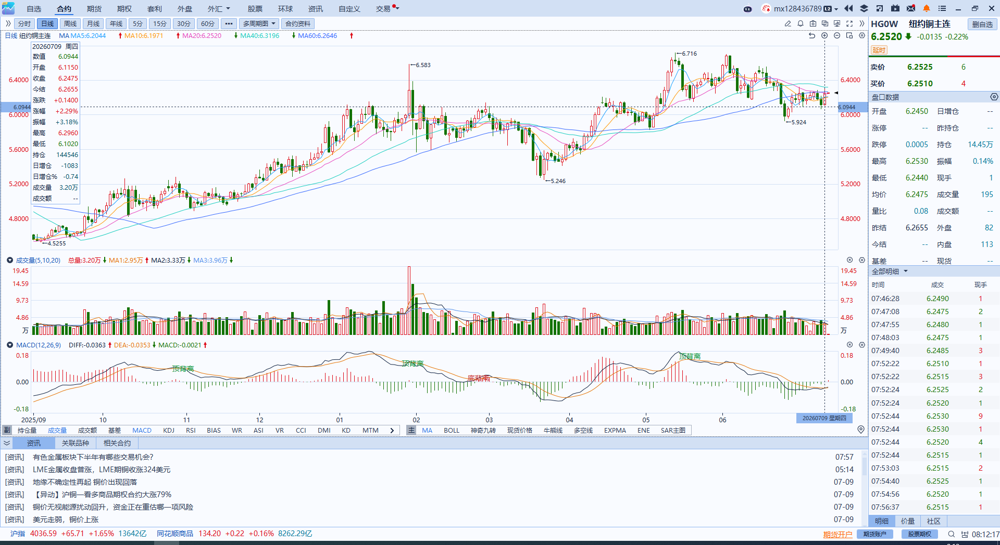 自选 合约 期货 期权 套利 外盘 外汇 股票 环球 资讯 自定义 交易 mx128436789 L2
分时 日线 周线 月线 年线 5分 15分 30分 60分 ••• 多周期图 合约资料
日线 纽约铜主连 MA MA5:6.2044 MA10:6.1971 MA20:6.2520 MA40:6.3196 MA60:6.2646
20260709 周四
数值 6.0944
开盘 6.1150
收盘 6.2475
今结 6.2655
涨跌 +0.1400
涨幅 +2.29%
振幅 +3.18%
最高 6.2960
最低 6.1020
持仓 144546
日增仓 -1083
日增仓% -0.74
成交量 3.20万
成交额 --
6.4000
6.0944
6.0000
5.6000
5.2000
4.8000
6.583
6.716
5.924
5.246
4.5255
6.4000
6.0944
6.0000
5.6000
5.2000
4.8000
成交量(5,10,20) 总量:3.20万 MA1:2.95万 MA2:3.33万 MA3:3.96万
19.45 19.45
14.59 14.59
9.73 9.73
4.86 4.86
万 万
MACD(12,26,9) DIFF:-0.0363 DEA:-0.0353 MACD:-0.0021
0.18 0.18
0.00 0.00
-0.18 -0.18
顶背离
顶背离
底背离
顶背离
2025/09 10 11 12 01 02 03 04 05 06 20260709 星期四
副 持仓量 成交量 成交额 基差 MACD KDJ RSI BIAS WR ASI VR CCI DMI KD MTM 主 MA BOLL 神奇九转 现货价格 牛熊线 多空线 EXPMA ENE SAR主图
资讯 关联品种 相关合约
[资讯] 有色金属板块下半年有哪些交易机会? 07:57
[资讯] LME金属收盘普涨，LME期铜收涨324美元 05:14
[资讯] 地缘不确定性再起 铜价出现回落 07-09
[资讯] 【异动】沪铜一看多商品期权合约大涨79% 07-09
[资讯] 铜价无视能源扰动回升，资金正在重估哪一项风险 07-09
[资讯] 美元走弱，铜价上涨 07-09
HG0W 纽约铜主连 删自选
6.2520 -0.0135 -0.22%
延时
卖价 6.2525 6
买价 6.2510 4
盘口数据
开盘 6.2450 日增仓 --
涨停 -- 昨持仓 --
跌停 0.0005 持仓 14.45万
最高 6.2530 振幅 0.14%
最低 6.2440 现手 1
均价 6.2475 成交量 195
量比 0.08 成交额 --
昨结 6.2655 外盘 82
今结 -- 内盘 113
基差 -- 现货 --
全部明细
时间 成交 现手
07:46:28 6.2490 1
07:47:08 6.2475 2
07:47:55 6.2480 1
07:48:03 6.2475 1
07:49:40 6.2485 3
07:52:22 6.2510 1
07:52:22 6.2515 3
07:52:24 6.2525 2
07:52:24 6.2520 1
07:52:44 6.2530 9
07:52:44 6.2530 1
07:52:44 6.2520 4
07:52:44 6.2515 1
07:53:03 6.2515 2
07:54:40 6.2525 1
07:54:56 6.2520 1
07:56:37 6.2515 1
明细 价量 社区
沪指 4036.59 +65.71 +1.65% 13642亿 同花顺商品 134.20 +0.22 +0.16% 8262.29亿 期货开户 期货账户 股票期权 08:12:17